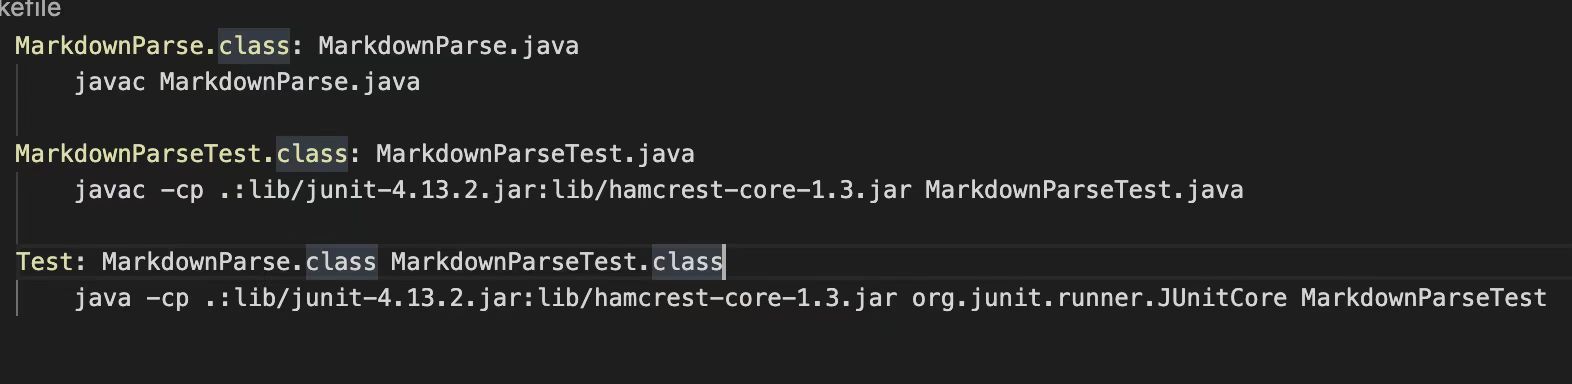 kefile
MarkdownParse.class: MarkdownParse.java
javac MarkdownParse.java
MarkdownParseTest.class: MarkdownParseTest.java
javac -cp .:lib/junit-4.13.2.jar:lib/hamcrest-core-1.3.jar MarkdownParseTest.java
Test: MarkdownParse.class MarkdownParseTest.class
java -cp .:lib/junit-4.13.2.jar:lib/hamcrest-core-1.3.jar org.junit.runner.JUnitCore MarkdownParseTest